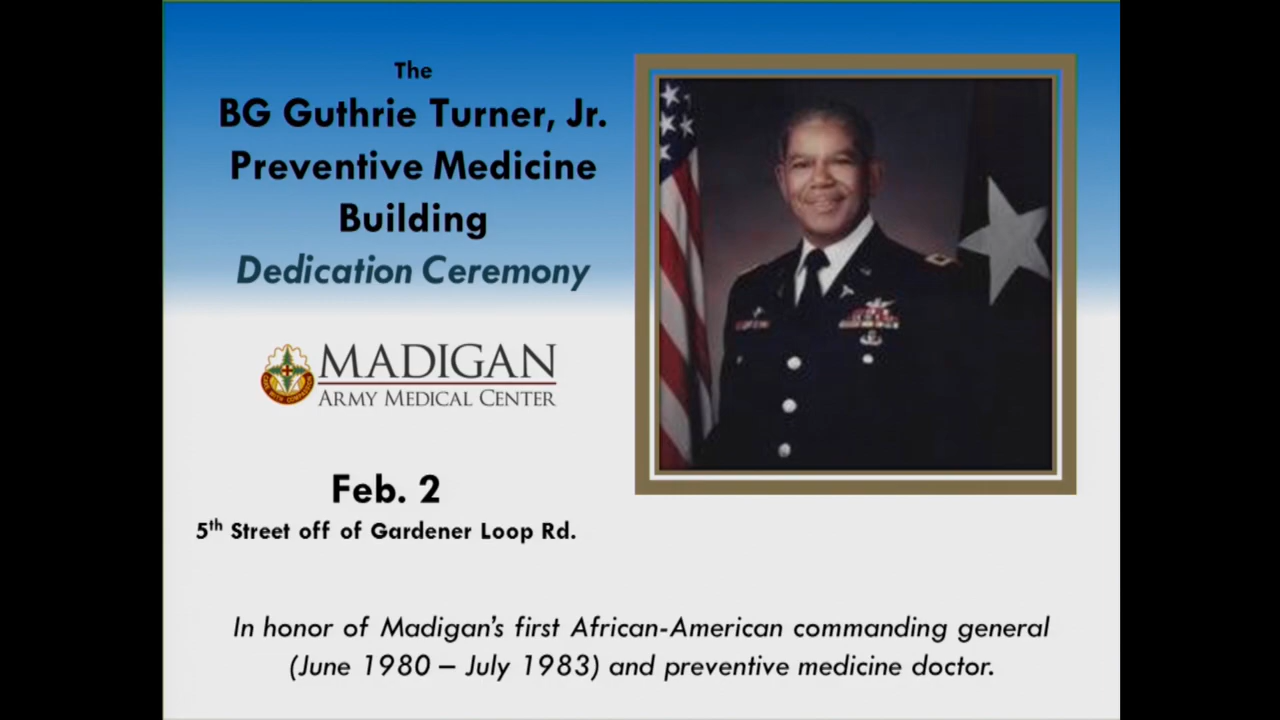 The
BG Guthrie Turner, Jr.
Preventive Medicine
Building
Dedication Ceremony
MADIGAN
ARMY MEDICAL CENTER
Feb. 2
5th Street off of Gardener Loop Rd.
In honor of Madigan's first African-American commanding general
(June 1980 – July 1983) and preventive medicine doctor.